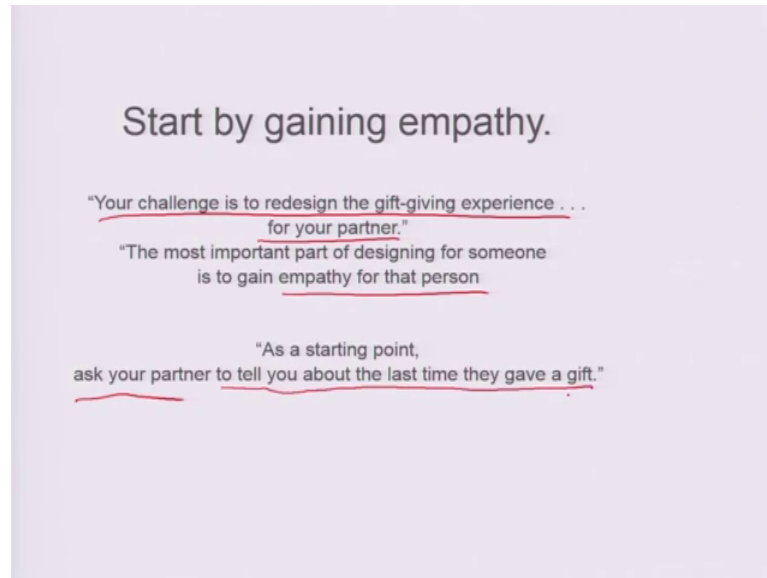 Start by gaining empathy.
“Your challenge is to redesign the gift-giving experience . . .
for your partner.”
“The most important part of designing for someone
is to gain empathy for that person
“As a starting point,
ask your partner to tell you about the last time they gave a gift.”